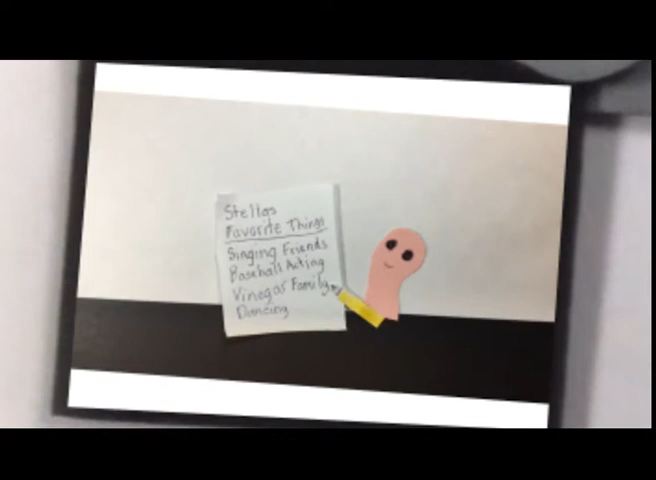 Stellas
Favorite Things
Singing Friends
Baseball Acting
Vinegar Family
Dancing